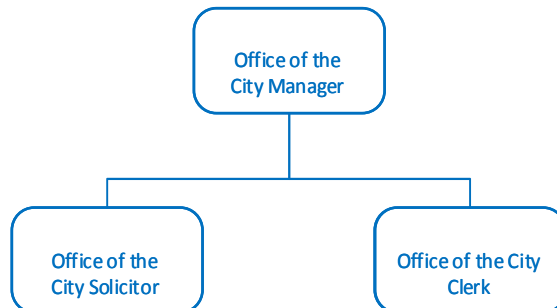 Office of the
City Manager
Office of the
City Solicitor
Office of the City
Clerk